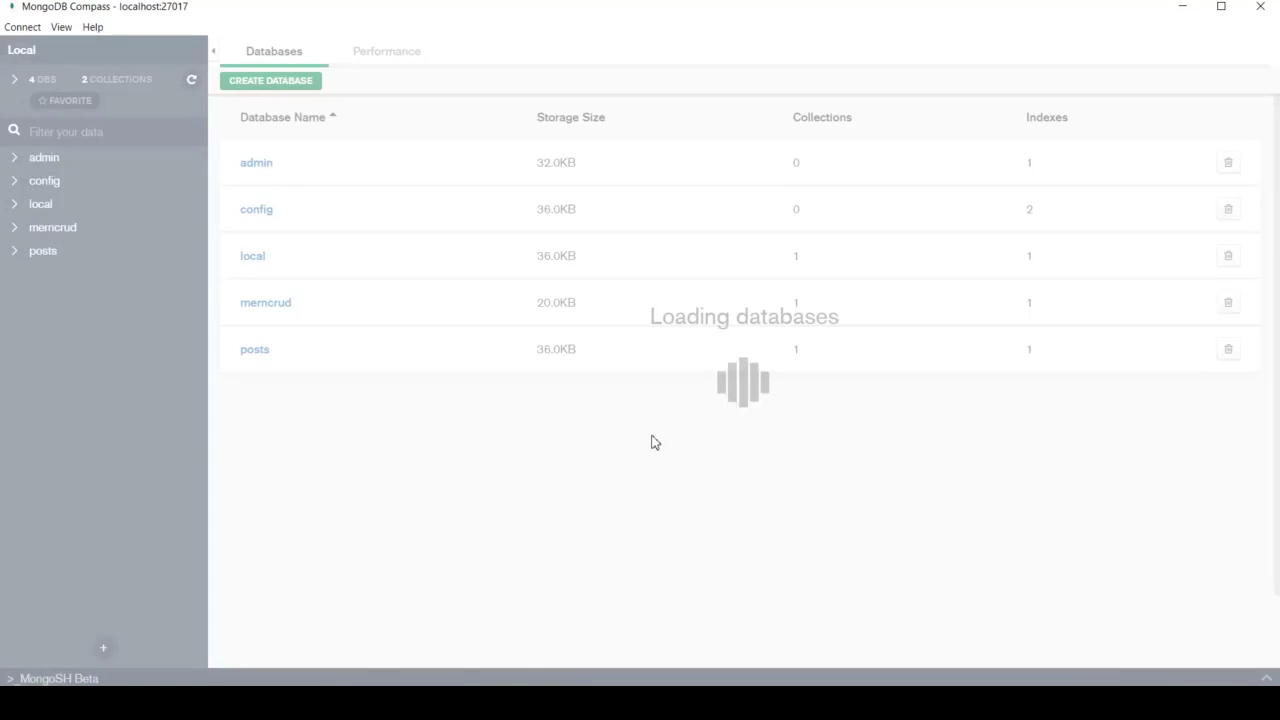 MongoDB Compass - localhost:27017
Connect View Help
Local
4 DBS 2 COLLECTIONS
FAVORITE
Filter your data
admin
config
local
memcrud
posts
>_MongoSH Beta
Databases Performance
CREATE DATABASE
Database Name Storage Size Collections Indexes
admin 32.0KB 0 1
config 36.0KB 0 2
local 36.0KB 1 1
memcrud 20.0KB 1 1
Loading databases
posts 36.0KB 1 1